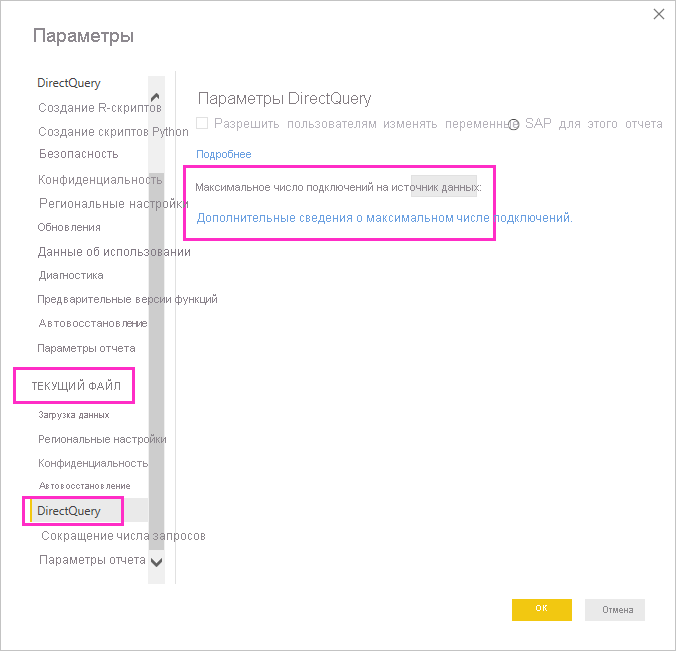 Параметры
DirectQuery
Создание R-скриптов
Создание скриптов Python
Безопасность
Конфиденциальность
Региональные настройки
Обновления
Данные об использовании
Диагностика
Предварительные версии функций
Автовосстановление
Параметры отчета
ТЕКУЩИЙ ФАЙЛ
Загрузка данных
Региональные настройки
Конфиденциальность
Автовосстановление
DirectQuery
Сокращение числа запросов
Параметры отчета
Параметры DirectQuery
Разрешить пользователям изменять переменные SAP для этого отчета
Подробнее
Максимальное число подключений на источник данных:
Дополнительные сведения о максимальном числе подключений.
ОК
Отмена